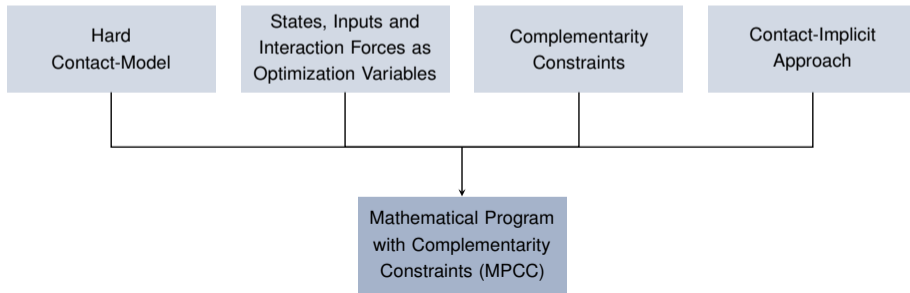 Hard
Contact-Model
States, Inputs and
Interaction Forces as
Optimization Variables
Complementarity
Constraints
Contact-Implicit
Approach
Mathematical Program
with Complementarity
Constraints (MPCC)